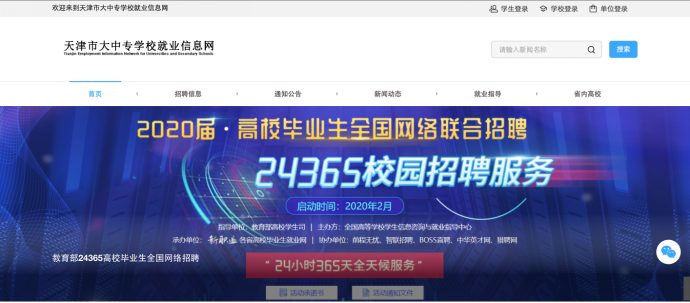 欢迎来到天津市大中专学校就业信息网
学生登录 学校登录 单位登录
天津市大中专学校就业信息网
Tianjin Employment Information Network for Universities and Secondary Schools
请输入新闻名称 搜索
首页 招聘信息 通知公告 新闻动态 就业指导 省内高校
2020届·高校毕业生全国网络联合招聘
24365校园招聘服务
启动时间：2020年2月
指导单位：教育部高校学生司 | 主办方：全国高等学校学生信息咨询与就业指导中心
承办单位：新职业 各省高校毕业生就业网 | 协办单位：前程无忧、智联招聘、BOSS直聘、中华英才网、猎聘网
教育部24365高校毕业生全国网络招聘
“24小时365天全天候服务”
活动承诺书 活动通知文件